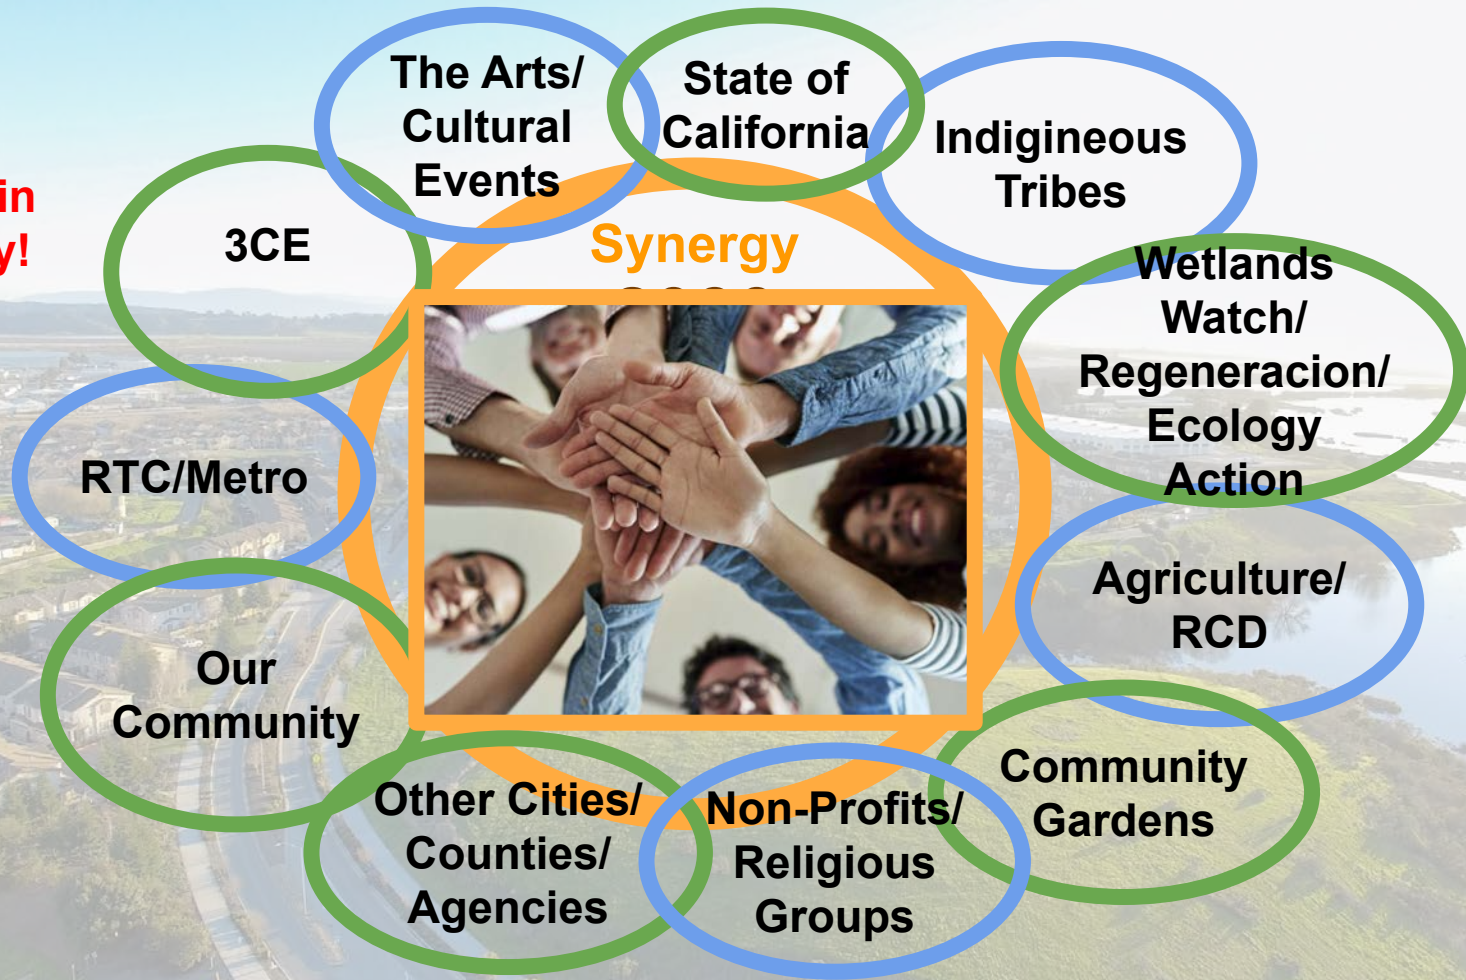 The Arts/
Cultural
Events
State of
California
Indigineous
Tribes
in
y!
3CE
Synergy
Wetlands
Watch/
Regeneracion/
Ecology
Action
RTC/Metro
Agriculture/
RCD
Our
Community
Community
Gardens
Other Cities/
Counties/
Agencies
Non-Profits/
Religious
Groups